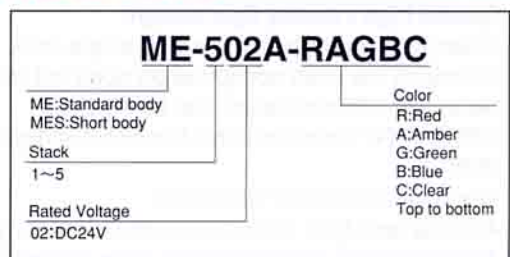 ME-502A-RAGBC
ME:Standard body
MES:Short body
Stack
1〜5
Rated Voltage
02:DC24V
Color
R:Red
A:Amber
G:Green
B:Blue
C:Clear
Top to bottom